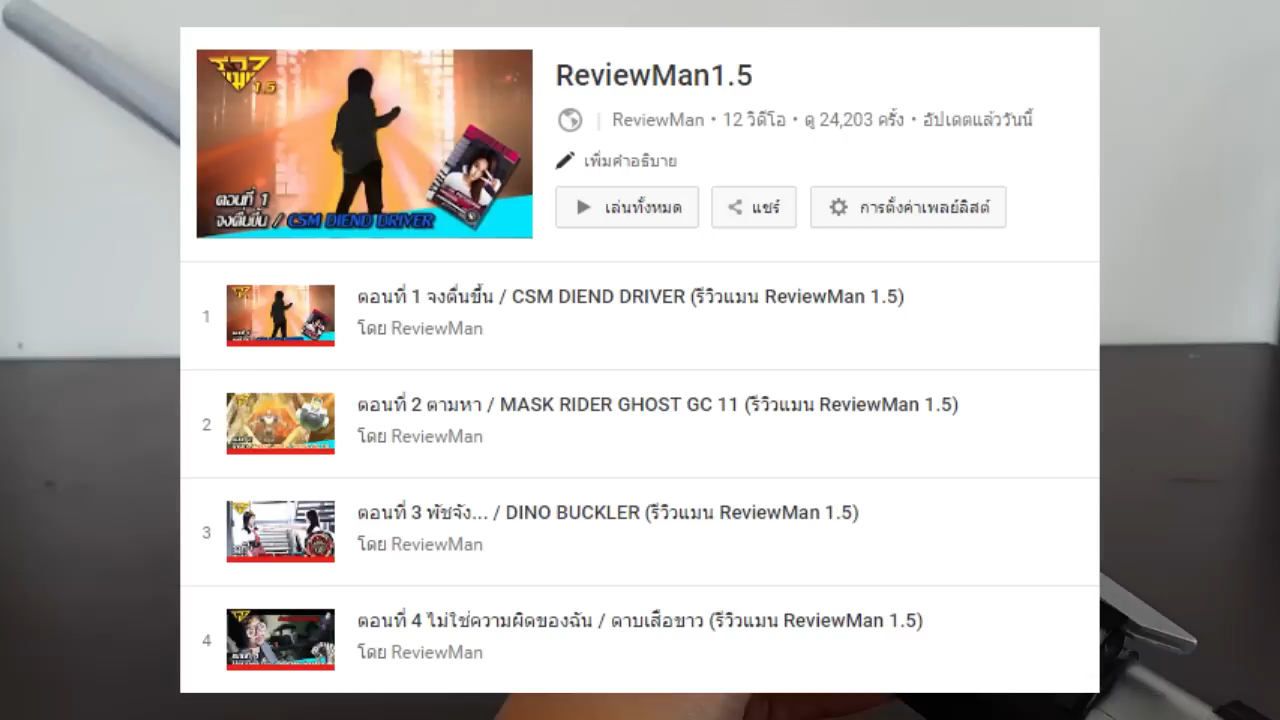 รีวิว
แมน
1.5
ตอนที่ 1
จงตื่นขึ้น / CSM DIEND DRIVER
ReviewMan1.5
ReviewMan • 12 วิดีโอ • ดู 24,203 ครั้ง • อัปเดตแล้ววันนี้
เพิ่มคำอธิบาย
เล่นทั้งหมด แชร์ การตั้งค่าเพลย์ลิสต์
1
ตอนที่ 1 จงตื่นขึ้น / CSM DIEND DRIVER (รีวิวแมน ReviewMan 1.5)
โดย ReviewMan
2
ตอนที่ 2 ตามหา / MASK RIDER GHOST GC 11 (รีวิวแมน ReviewMan 1.5)
โดย ReviewMan
3
ตอนที่ 3 พัชจัง... / DINO BUCKLER (รีวิวแมน ReviewMan 1.5)
โดย ReviewMan
4
ตอนที่ 4 ไม่ใช่ความผิดของฉัน / ดาบเสือขาว (รีวิวแมน ReviewMan 1.5)
โดย ReviewMan